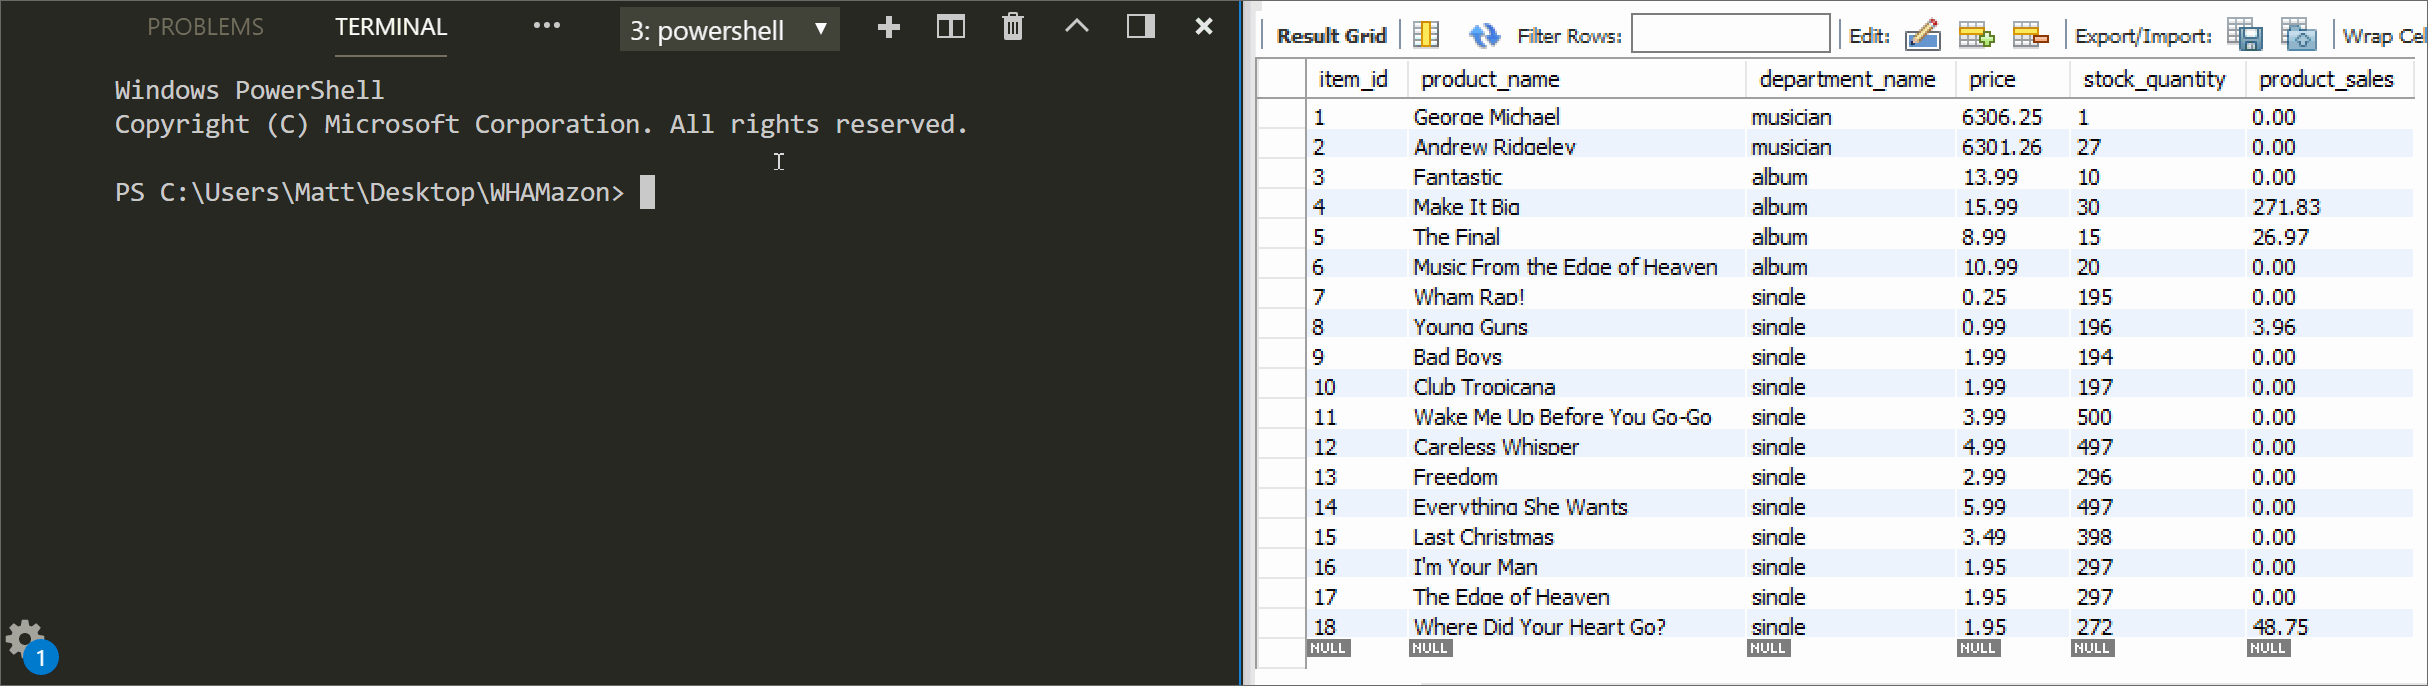 PROBLEMS TERMINAL ••• 3: powershell
Windows PowerShell
Copyright (C) Microsoft Corporation. All rights reserved.
PS C:\Users\Matt\Desktop\WHAMazon>
1
Result Grid Filter Rows: Edit: Export/Import: Wrap Cel
item_id product_name department_name price stock_quantity product_sales
1 George Michael musician 6306.25 1 0.00
2 Andrew Ridgeley musician 6301.26 27 0.00
3 Fantastic album 13.99 10 0.00
4 Make It Big album 15.99 30 271.83
5 The Final album 8.99 15 26.97
6 Music From the Edge of Heaven album 10.99 20 0.00
7 Wham Rap! single 0.25 195 0.00
8 Young Guns single 0.99 196 3.96
9 Bad Boys single 1.99 194 0.00
10 Club Tropicana single 1.99 197 0.00
11 Wake Me Up Before You Go-Go single 3.99 500 0.00
12 Careless Whisper single 4.99 497 0.00
13 Freedom single 2.99 296 0.00
14 Everything She Wants single 5.99 497 0.00
15 Last Christmas single 3.49 398 0.00
16 I'm Your Man single 1.95 297 0.00
17 The Edge of Heaven single 1.95 297 0.00
18 Where Did Your Heart Go? single 1.95 272 48.75
NULL NULL NULL NULL NULL NULL